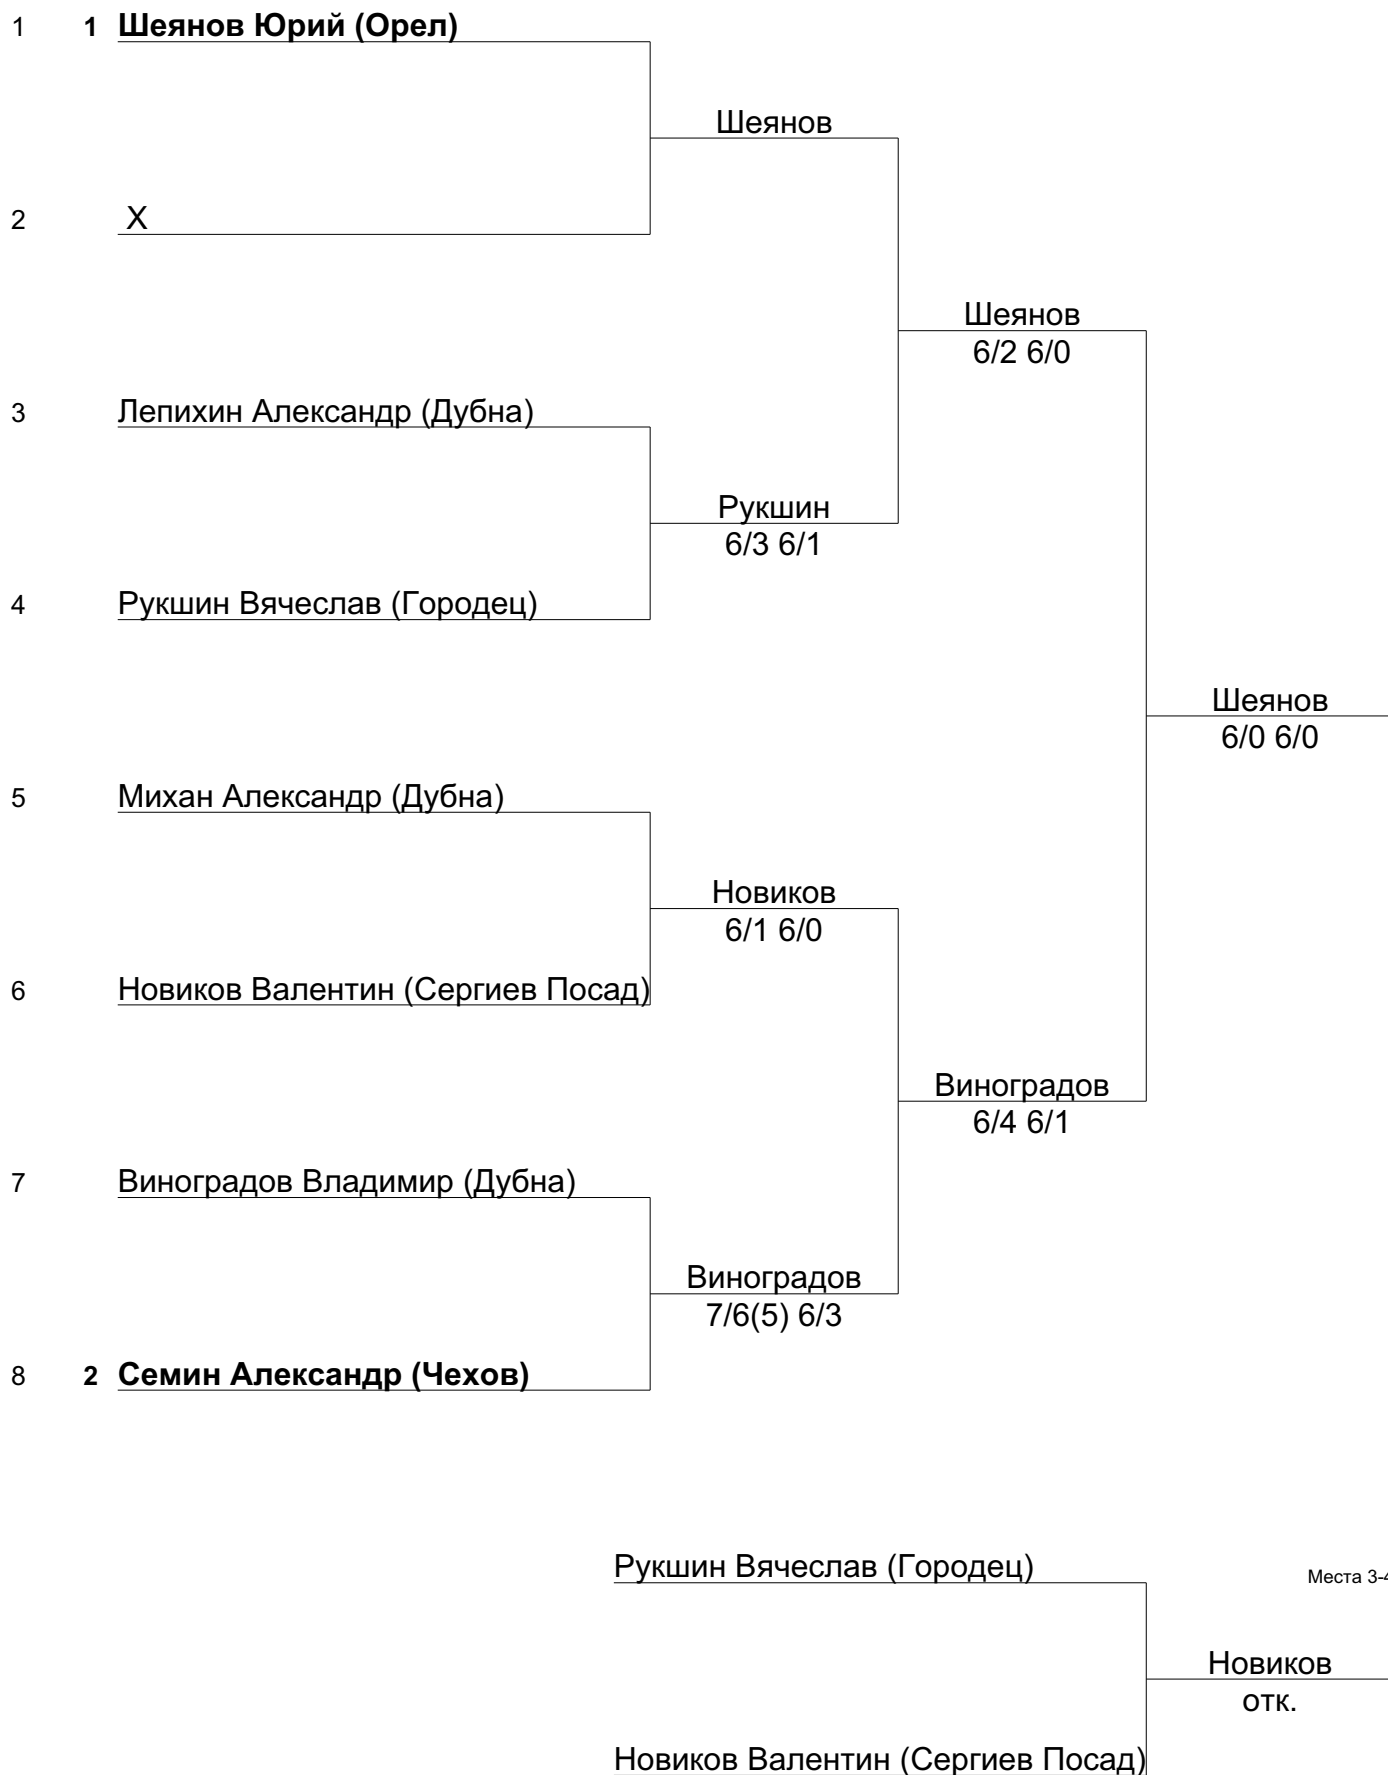 1 1 Шеянов Юрий (Орел)
Шеянов
2 X
Шеянов
6/2 6/0
3 Лепихин Александр (Дубна)
Рукшин
6/3 6/1
4 Рукшин Вячеслав (Городец)
Шеянов
6/0 6/0
5 Михан Александр (Дубна)
Новиков
6/1 6/0
6 Новиков Валентин (Сергиев Посад)
Виноградов
6/4 6/1
7 Виноградов Владимир (Дубна)
Виноградов
7/6(5) 6/3
8 2 Семин Александр (Чехов)
Рукшин Вячеслав (Городец)
Места 3-4
Новиков
отк.
Новиков Валентин (Сергиев Посад)